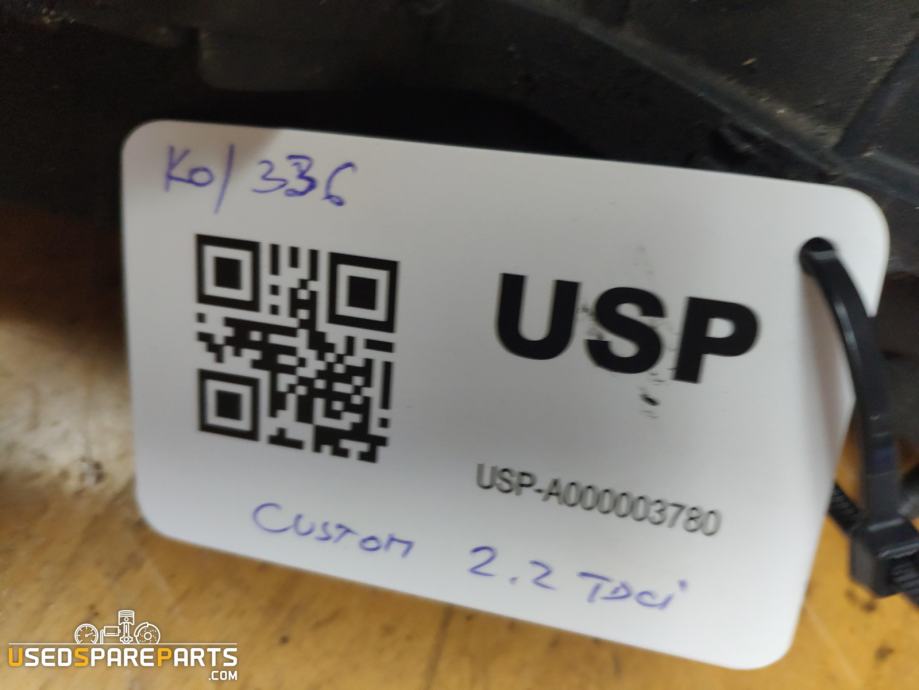 Ko/336
USP
USP-A000003780
CUSTOM 2.2 TDCi
USEDSPAREPARTS
.COM